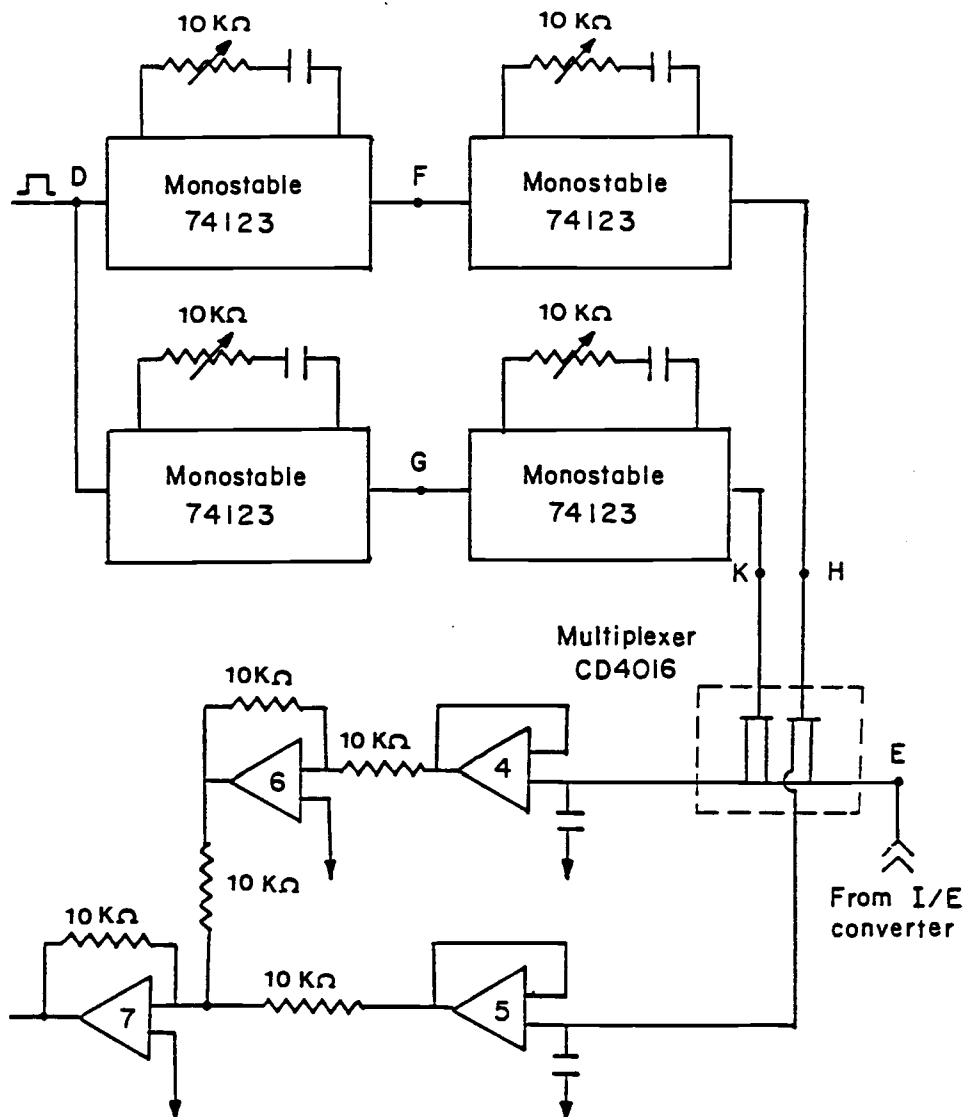 10 KΩ
10 KΩ
D
Monostable
74123
F
Monostable
74123
10 KΩ
10 KΩ
Monostable
74123
G
Monostable
74123
K
H
Multiplexer
CD4016
10KΩ
10 KΩ
6
4
E
10 KΩ
From I/E
converter
10 KΩ
10 KΩ
7
5